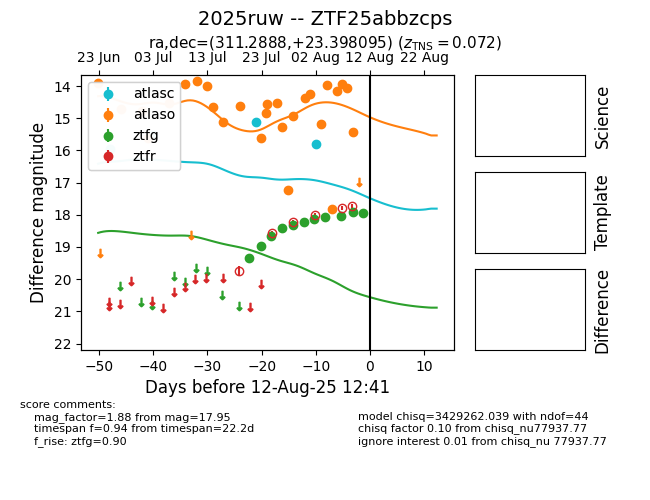 2025ruw -- ZTF25abbzcps
ra,dec=(311.2888,+23.398095) (z_TNS = 0.072)
23 Jun 03 Jul 13 Jul 23 Jul 02 Aug 12 Aug 22 Aug
atlasc
atlaso
ztfg
ztfr
14
15
16
17
18
19
20
21
22
Difference magnitude
−50 −40 −30 −20 −10 0 10
Days before 12-Aug-25 12:41
Science
Template
Difference
score comments:
mag_factor=1.88 from mag=17.95
timespan f=0.94 from timespan=22.2d
f_rise: ztfg=0.90
model chisq=3429262.039 with ndof=44
chisq factor 0.10 from chisq_nu77937.77
ignore interest 0.01 from chisq_nu 77937.77